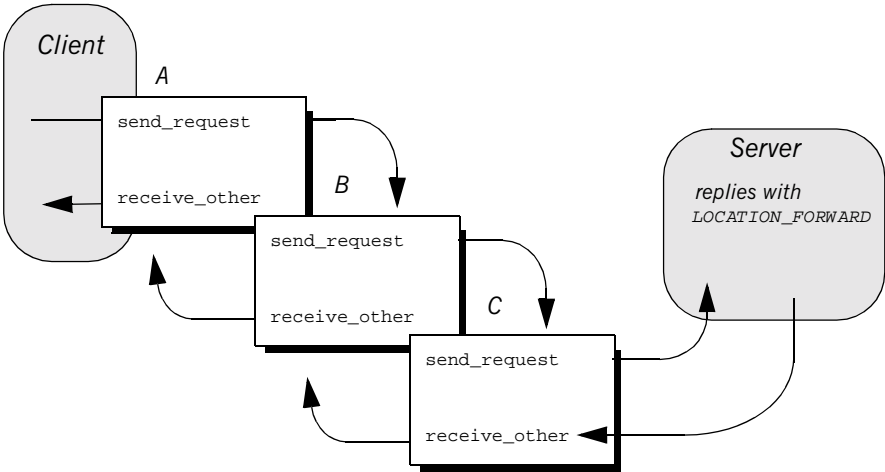 Client
A
send_request
receive_other
B
send_request
receive_other
C
send_request
receive_other
Server
replies with
LOCATION_FORWARD